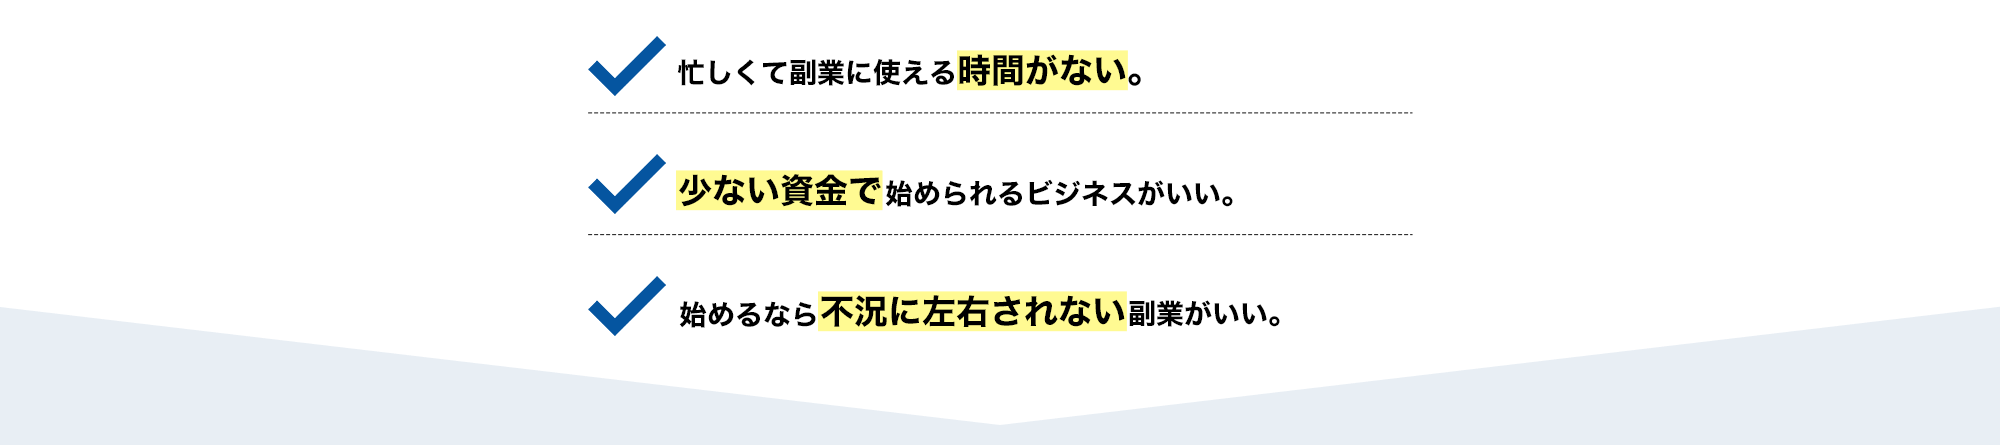 忙しくて副業に使える時間がない。
少ない資金で始められるビジネスがいい。
始めるなら不況に左右されない副業がいい。